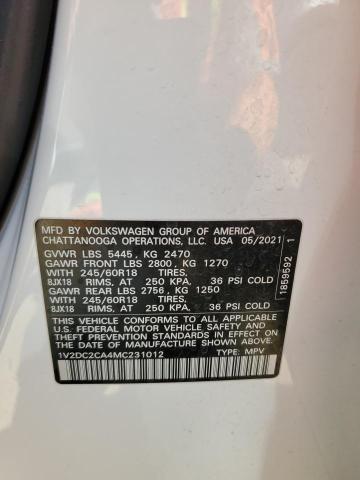 MFD BY VOLKSWAGEN GROUP OF AMERICA
CHATTANOOGA OPERATIONS, LLC. USA 05/2021
GVWR LBS 5445, KG 2470
GAWR FRONT LBS 2800, KG 1270
WITH 245/60R18 TIRES.
8JX18 RIMS, AT 250 KPA. 36 PSI COLD
GAWR REAR LBS 2756, KG 1250
WITH 245/60R18 TIRES.
8JX18 RIMS, AT 250 KPA. 36 PSI COLD
THIS VEHICLE CONFORMS TO ALL APPLICABLE
U.S. FEDERAL MOTOR VEHICLE SAFETY AND
THEFT PREVENTION STANDARDS IN EFFECT ON THE
DATE OF MANUFACTURE SHOWN ABOVE.
1V2DC2CA4MC231012 TYPE: MPV
1859592 1